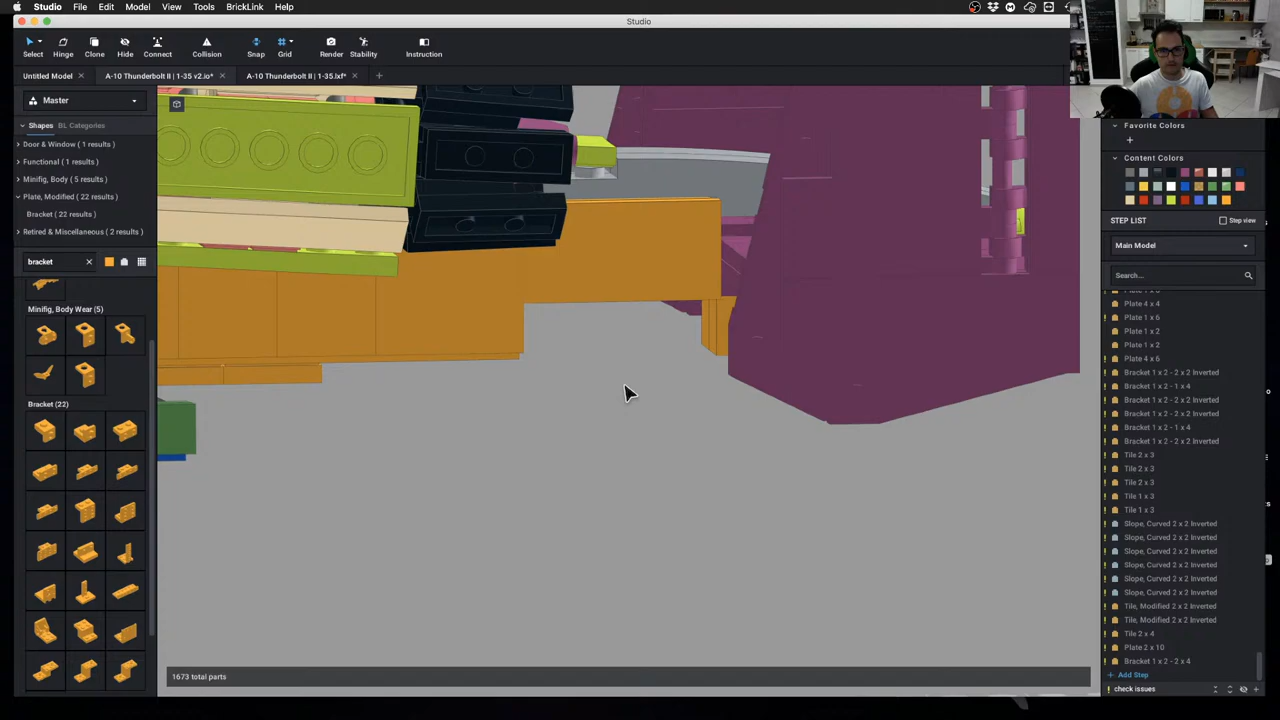 Studio File Edit Model View Tools BrickLink Help
Studio
Select Hinge Clone Hide Connect Collision Snap Grid Render Stability Instruction
Untitled Model A-10 Thunderbolt II | 1-35 v2.io* A-10 Thunderbolt II | 1-35.lxf*
Master
Shapes BL Categories
Door & Window ( 1 results )
Functional ( 1 results )
Minifig, Body ( 5 results )
Plate, Modified ( 22 results )
Bracket ( 22 results )
Retired & Miscellaneous ( 2 results )
bracket
Minifig, Body Wear (5)
Bracket (22)
1673 total parts
Favorite Colors
Content Colors
STEP LIST Step view
Main Model
Search...
Plate 4 x 4
Plate 1 x 6
Plate 1 x 2
Plate 1 x 2
Plate 4 x 6
Bracket 1 x 2 - 2 x 2 Inverted
Bracket 1 x 2 - 1 x 4
Bracket 1 x 2 - 2 x 2 Inverted
Bracket 1 x 2 - 2 x 2 Inverted
Bracket 1 x 2 - 1 x 4
Bracket 1 x 2 - 2 x 2 Inverted
Tile 2 x 3
Tile 2 x 3
Tile 2 x 3
Tile 1 x 3
Tile 1 x 3
Slope, Curved 2 x 2 Inverted
Slope, Curved 2 x 2 Inverted
Slope, Curved 2 x 2 Inverted
Slope, Curved 2 x 2 Inverted
Slope, Curved 2 x 2 Inverted
Slope, Curved 2 x 2 Inverted
Tile, Modified 2 x 2 Inverted
Tile, Modified 2 x 2 Inverted
Tile 2 x 4
Plate 2 x 10
Bracket 1 x 2 - 2 x 4
+ Add Step
check issues